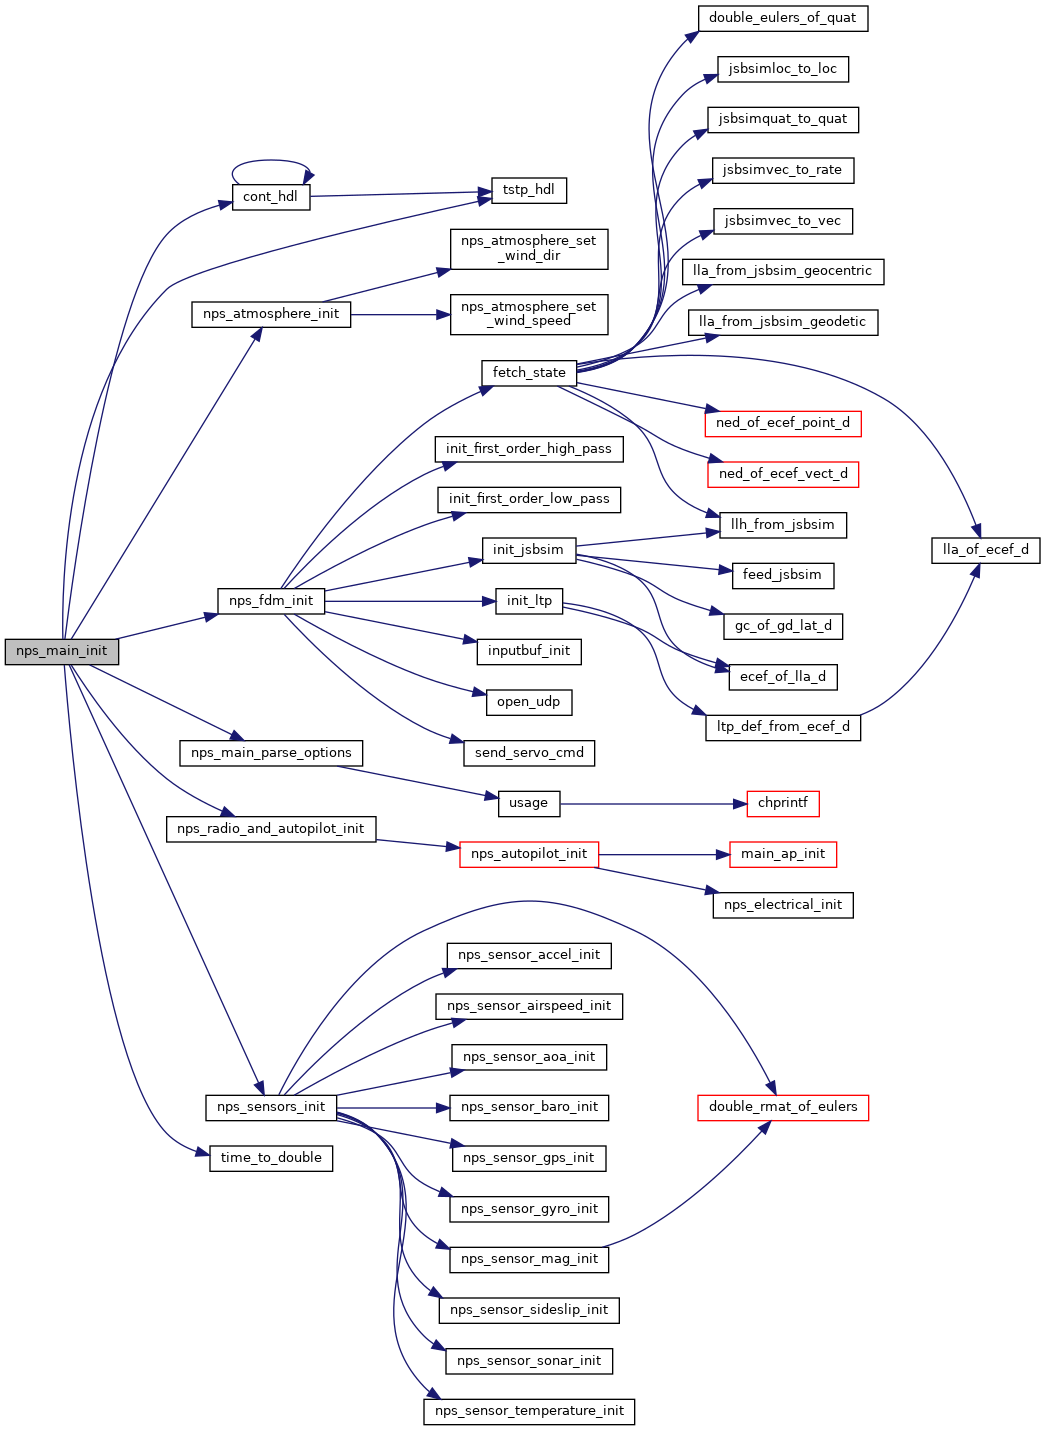 double_eulers_of_quat
jsbsimloc_to_loc
jsbsimquat_to_quat
jsbsimvec_to_rate
cont_hdl
tstp_hdl
jsbsimvec_to_vec
nps_atmosphere_set
_wind_dir
lla_from_jsbsim_geocentric
nps_atmosphere_init
nps_atmosphere_set
_wind_speed
lla_from_jsbsim_geodetic
fetch_state
ned_of_ecef_point_d
init_first_order_high_pass
ned_of_ecef_vect_d
init_first_order_low_pass
llh_from_jsbsim
init_jsbsim
lla_of_ecef_d
feed_jsbsim
nps_fdm_init
init_ltp
gc_of_gd_lat_d
nps_main_init
inputbuf_init
ecef_of_lla_d
open_udp
ltp_def_from_ecef_d
nps_main_parse_options
send_servo_cmd
usage
chprintf
nps_radio_and_autopilot_init
nps_autopilot_init
main_ap_init
nps_electrical_init
nps_sensor_accel_init
nps_sensor_airspeed_init
nps_sensor_aoa_init
nps_sensors_init
nps_sensor_baro_init
double_rmat_of_eulers
time_to_double
nps_sensor_gps_init
nps_sensor_gyro_init
nps_sensor_mag_init
nps_sensor_sideslip_init
nps_sensor_sonar_init
nps_sensor_temperature_init